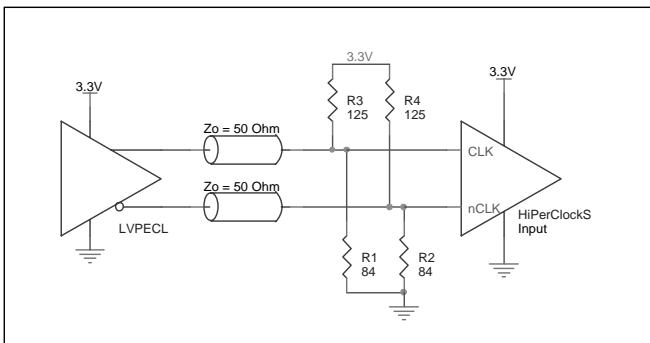 3.3V
3.3V
3.3V
R3
125
R4
125
Zo = 50 Ohm
CLK
Zo = 50 Ohm
nCLK
HiPerClockS
Input
LVPECL
R1
84
R2
84